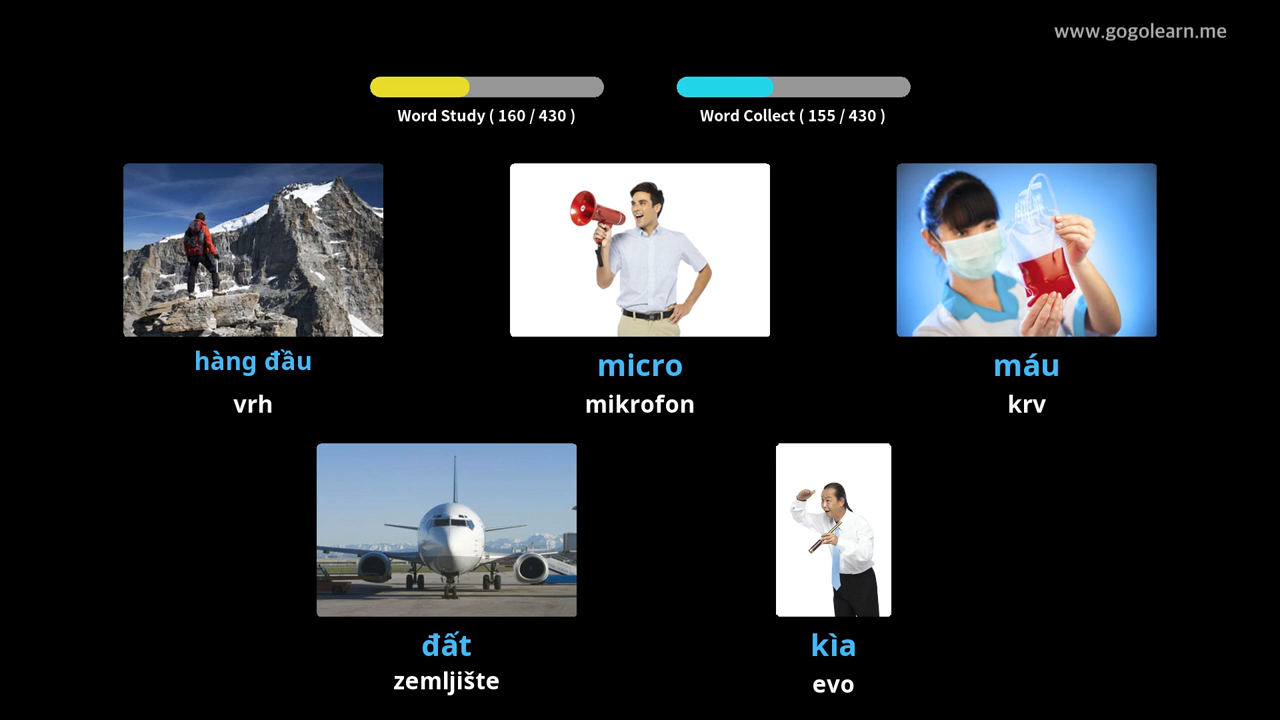 www.gogolearn.me
Word Study ( 160 / 430 )
Word Collect ( 155 / 430 )
hàng đầu
vrh
micro
mikrofon
máu
krv
đất
zemljište
kìa
evo